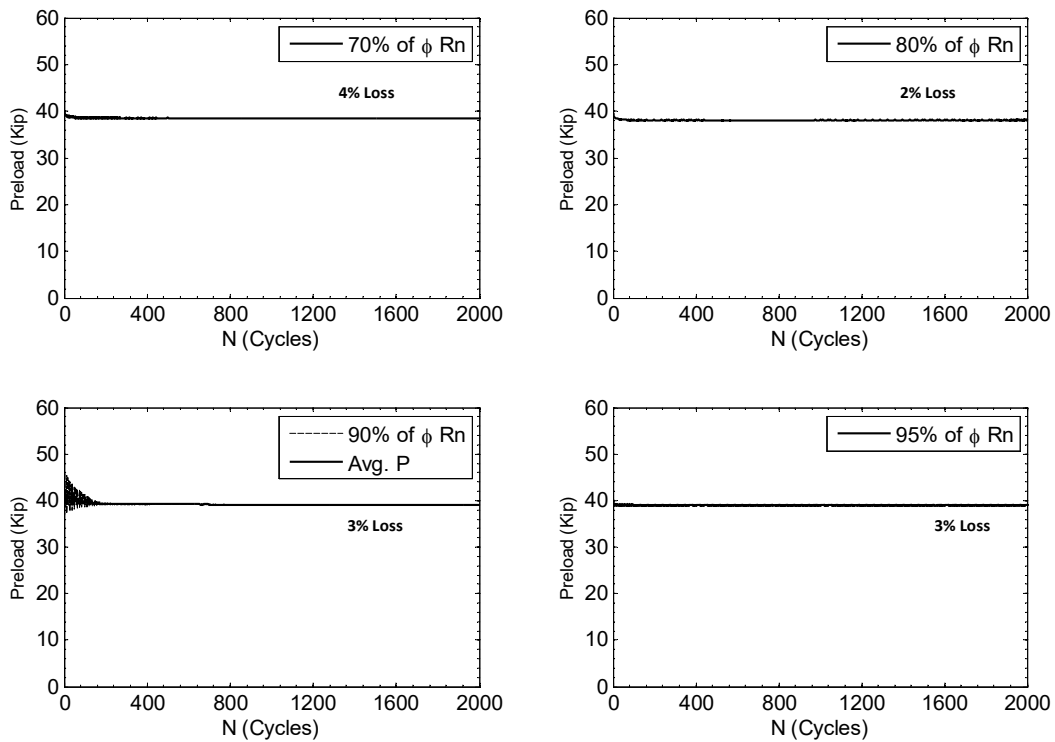 60
50
40
30
20
10
0
Preload (Kip)
70% of ϕ Rn
4% Loss
0 400 800 1200 1600 2000
N (Cycles)
60
50
40
30
20
10
0
Preload (Kip)
80% of ϕ Rn
2% Loss
0 400 800 1200 1600 2000
N (Cycles)
60
50
40
30
20
10
0
Preload (Kip)
90% of ϕ Rn
Avg. P
3% Loss
0 400 800 1200 1600 2000
N (Cycles)
60
50
40
30
20
10
0
Preload (Kip)
95% of ϕ Rn
3% Loss
0 400 800 1200 1600 2000
N (Cycles)